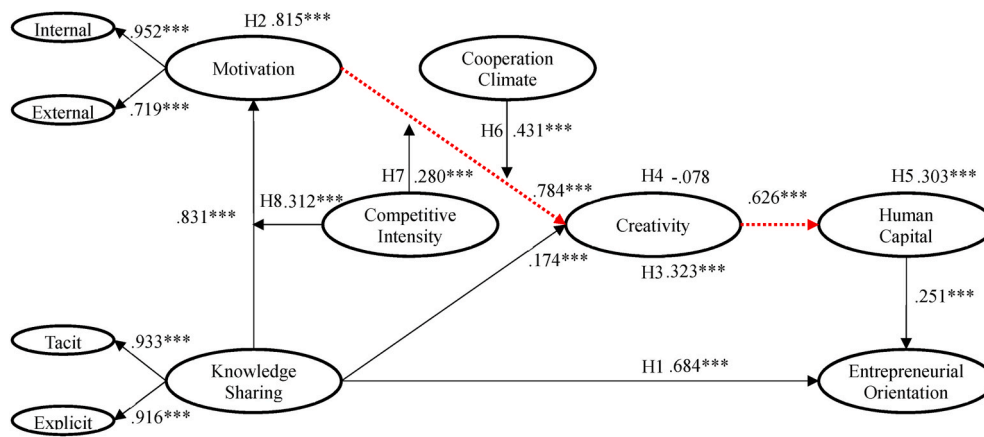 Internal
.952***
H2 .815***
Motivation
Cooperation
Climate
External
.719***
H6 .431***
H7 .280***
H4 -.078
H5.303***
.784***
.626***
H8.312***
.831***
Competitive
Intensity
Creativity
Human
Capital
.174***
H3.323***
.251***
Tacit
.933***
Knowledge
Sharing
H1 .684***
Entrepreneurial
Orientation
Explicit
.916***